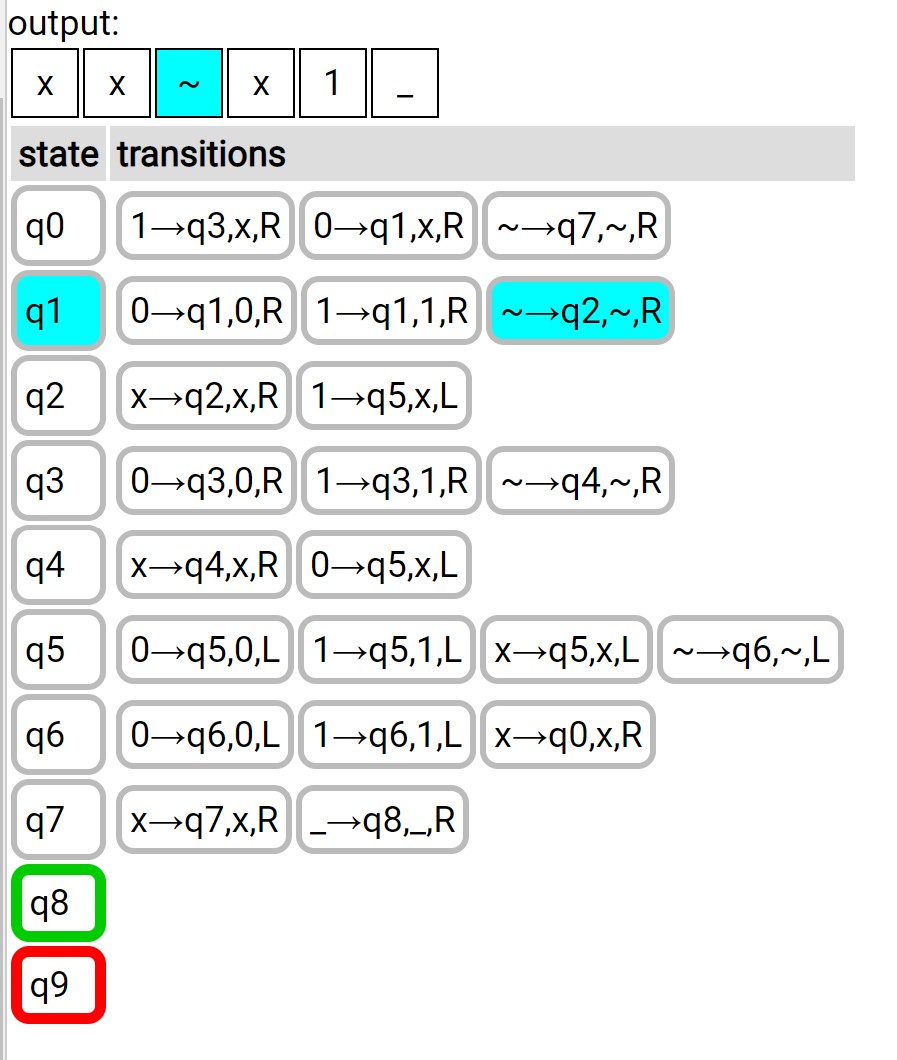 output:
x x ~ x 1 _
state transitions
q0 1→q3,x,R 0→q1,x,R ~→q7,~,R
q1 0→q1,0,R 1→q1,1,R ~→q2,~,R
q2 x→q2,x,R 1→q5,x,L
q3 0→q3,0,R 1→q3,1,R ~→q4,~,R
q4 x→q4,x,R 0→q5,x,L
q5 0→q5,0,L 1→q5,1,L x→q5,x,L ~→q6,~,L
q6 0→q6,0,L 1→q6,1,L x→q0,x,R
q7 x→q7,x,R _→q8,_,R
q8
q9